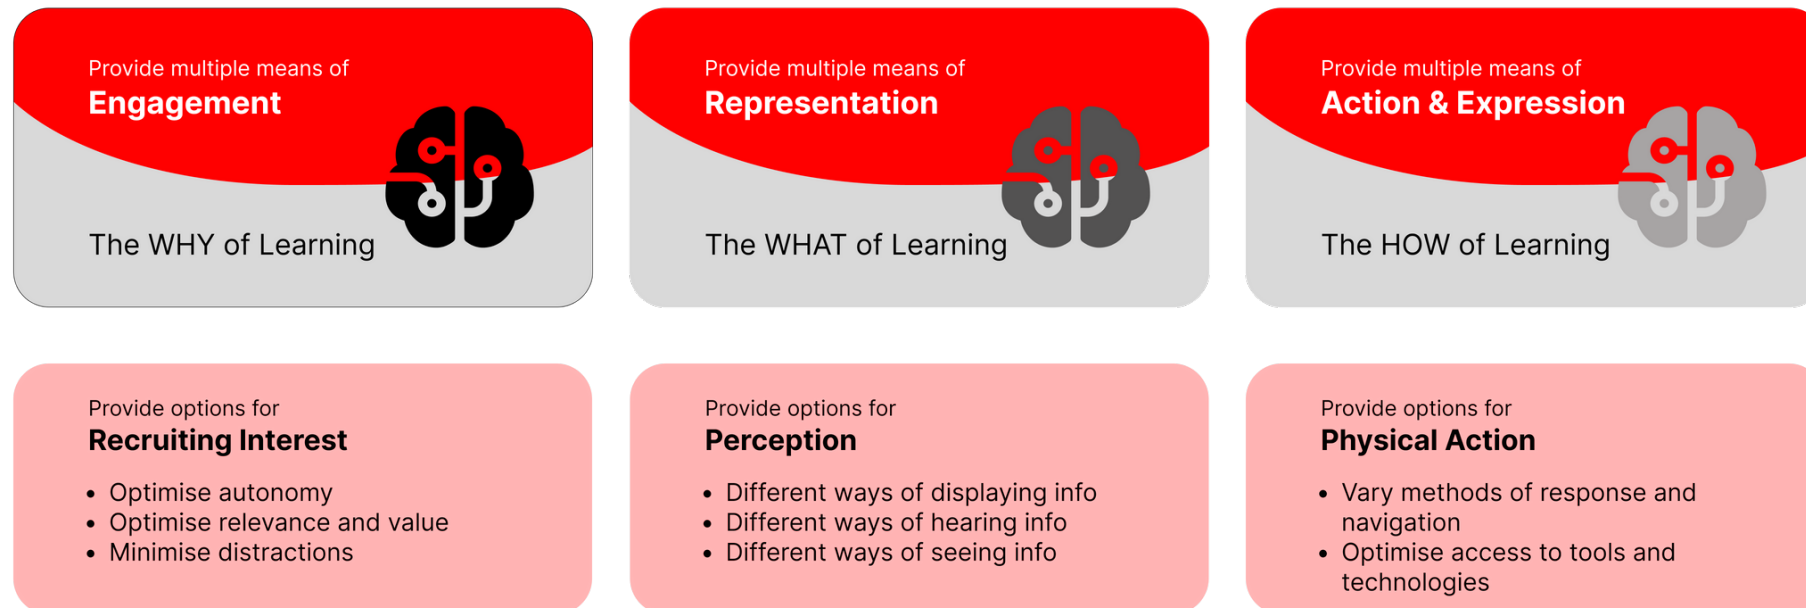 Provide multiple means of
Engagement
The WHY of Learning
Provide multiple means of
Representation
The WHAT of Learning
Provide multiple means of
Action & Expression
The HOW of Learning
Provide options for
Recruiting Interest
• Optimise autonomy
• Optimise relevance and value
• Minimise distractions
Provide options for
Perception
• Different ways of displaying info
• Different ways of hearing info
• Different ways of seeing info
Provide options for
Physical Action
• Vary methods of response and
navigation
• Optimise access to tools and
technologies